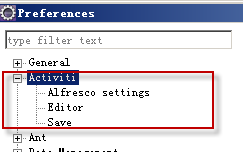 Preferences
type filter text
General
Activiti
Alfresco settings
Editor
Save
Ant
Data Management